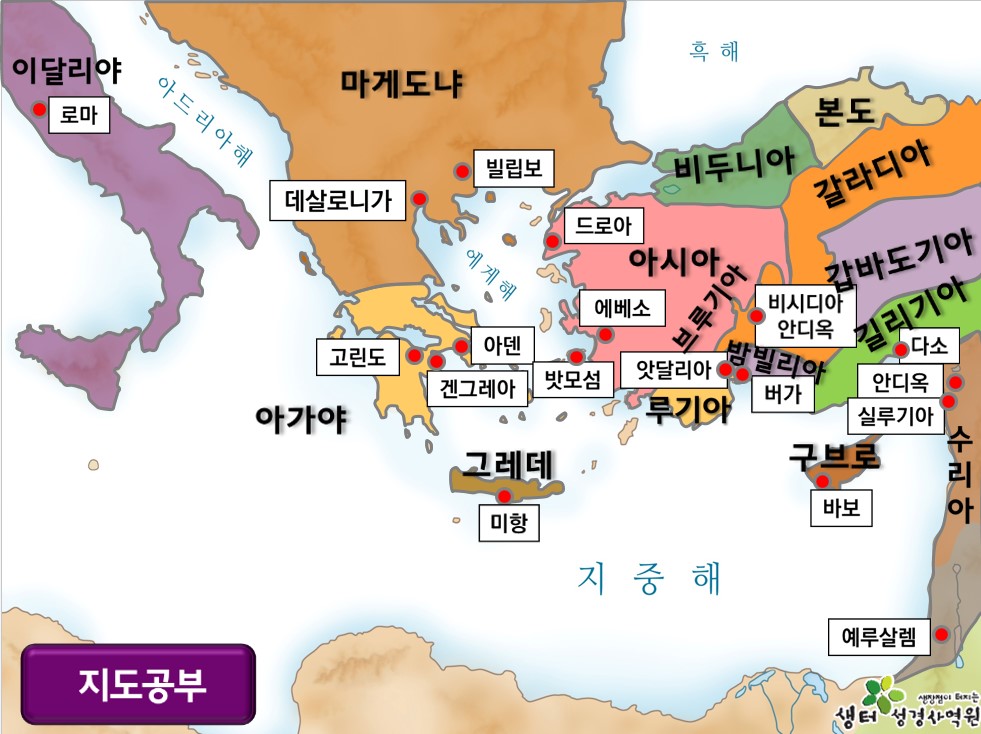 흑해
이달리야
마게도냐
아드리아해
로마
본도
비두니아
갈라디아
빌립보
데살로니가
드로아
갑바도기아
아시아
에게해
브루기아
비시디아
안디옥
길리기아
에베소
아덴
고린도
겐그레아
밧모섬
앗달리아
밤빌리아
버가
다소
안디옥
실루기아
루기아
아가야
수리아
구브로
그레데
바보
미항
지중해
예루살렘
지도공부
생장점이 터지는
생터 성경사역원